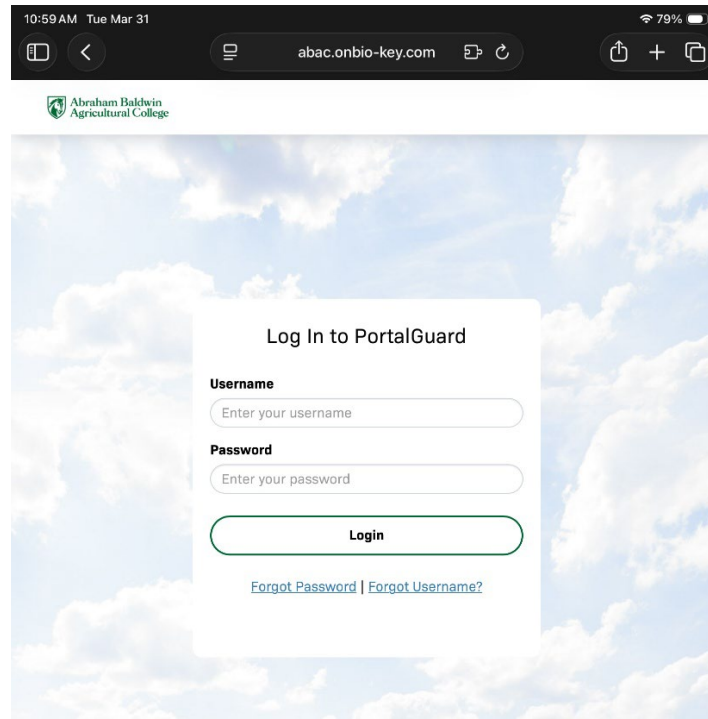 10:59 AM Tue Mar 31
79%
abac.onbio-key.com
Abraham Baldwin
Agricultural College
Log In to PortalGuard
Username
Enter your username
Password
Enter your password
Login
Forgot Password | Forgot Username?